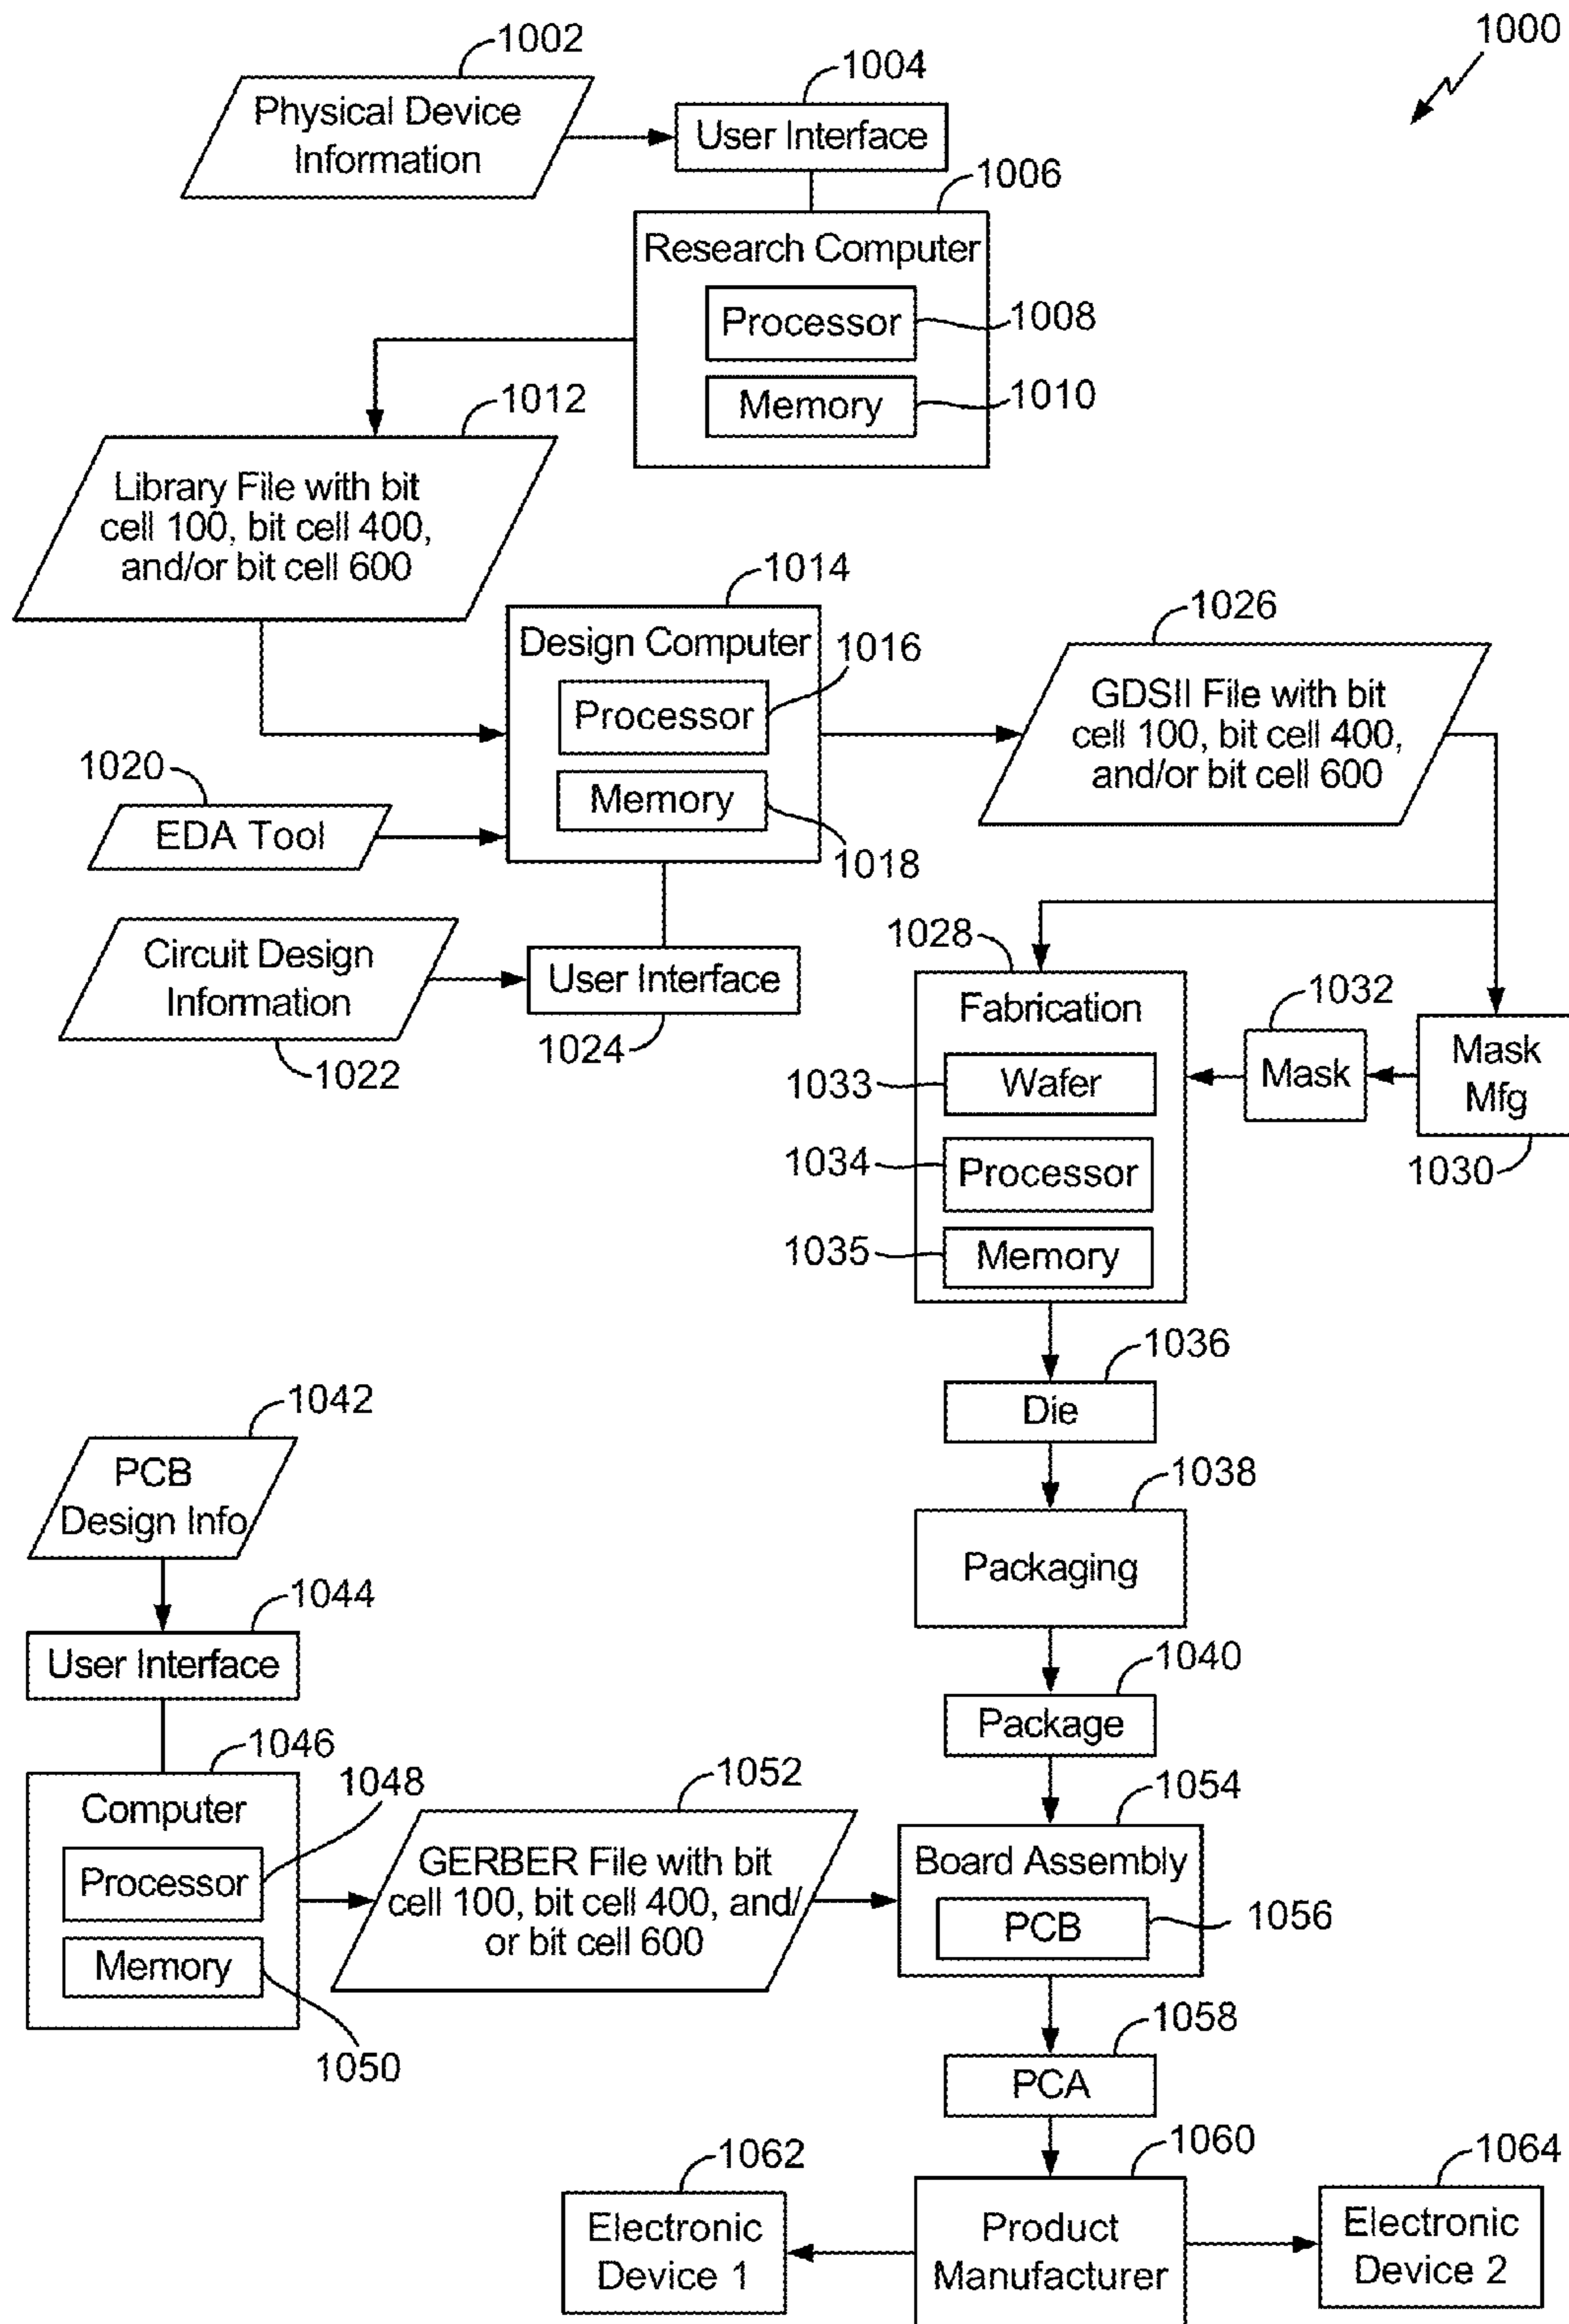 1000
1002
Physical Device
Information
1004
User Interface
1006
Research Computer
Processor
1008
Memory
1010
1012
Library File with bit
cell 100, bit cell 400,
and/or bit cell 600
1014
Design Computer
1016
Processor
Memory
1018
1020
EDA Tool
Circuit Design
Information
1022
User Interface
1024
1026
GDSII File with bit
cell 100, bit cell 400,
and/or bit cell 600
1028
Fabrication
1033
Wafer
1034
Processor
1035
Memory
1032
Mask
Mask
Mfg
1030
1036
Die
1038
Packaging
1040
Package
1042
PCB
Design Info
1044
User Interface
1046
Computer
1048
Processor
Memory
1050
1052
GERBER File with bit
cell 100, bit cell 400, and/
or bit cell 600
1054
Board Assembly
PCB
1056
1058
PCA
1060
Product
Manufacturer
1062
Electronic
Device 1
1064
Electronic
Device 2